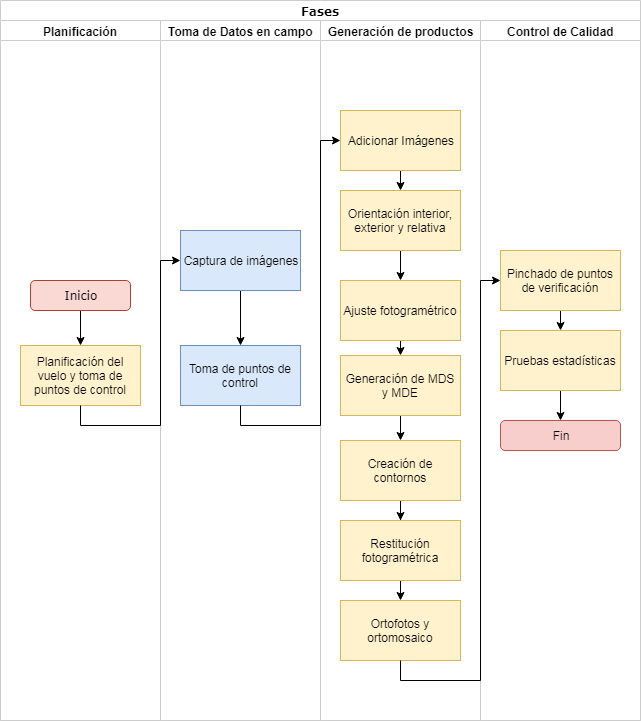 Fases
Planificación
Toma de Datos en campo
Generación de productos
Control de Calidad
Inicio
Planificación del
vuelo y toma de
puntos de control
Captura de imágenes
Toma de puntos de
control
Adicionar Imágenes
Orientación interior,
exterior y relativa
Ajuste fotogramétrico
Generación de MDS
y MDE
Creación de
contornos
Restitución
fotogramétrica
Ortofotos y
ortomosaico
Pinchado de puntos
de verificación
Pruebas estadísticas
Fin